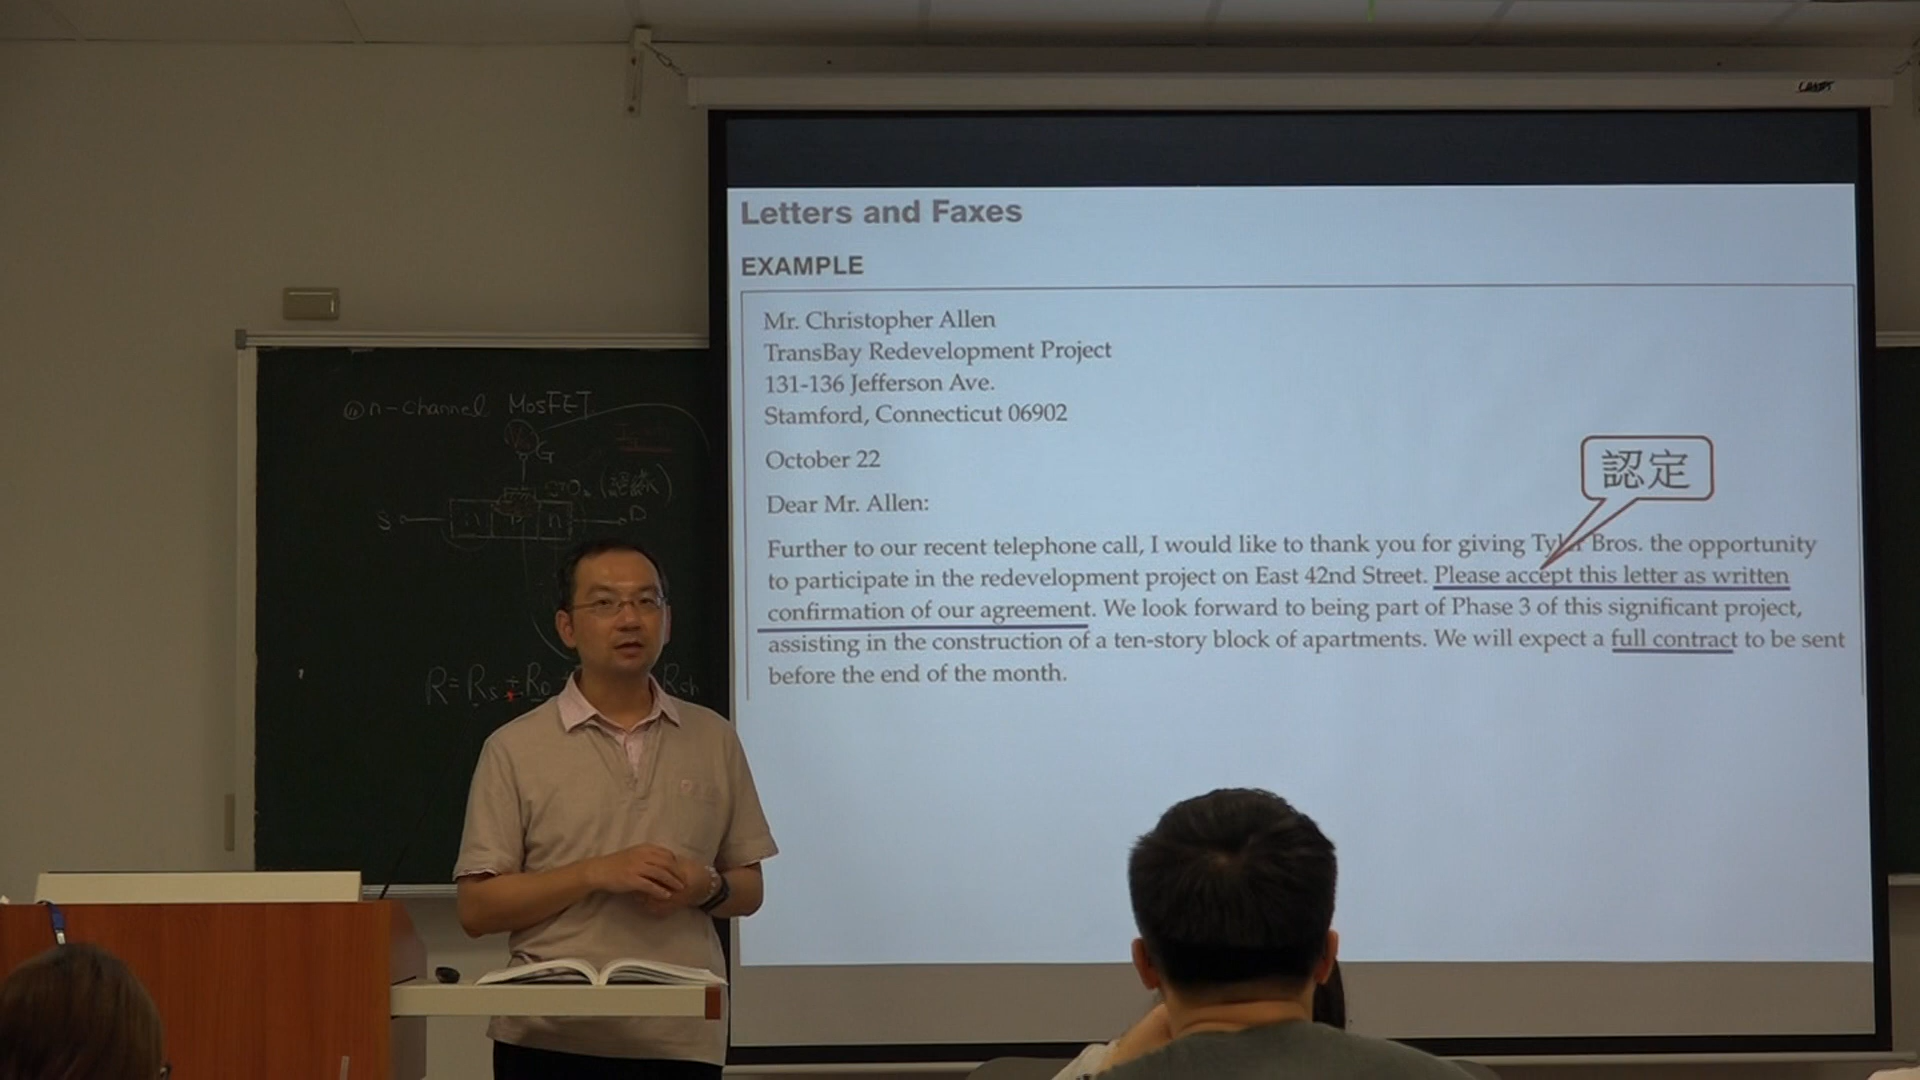 Letters and Faxes
EXAMPLE
Mr. Christopher Allen
TransBay Redevelopment Project
131-136 Jefferson Ave.
Stamford, Connecticut 06902
October 22
認定
Dear Mr. Allen:
Further to our recent telephone call, I would like to thank you for giving Tyler Bros. the opportunity
to participate in the redevelopment project on East 42nd Street. Please accept this letter as written
confirmation of our agreement. We look forward to being part of Phase 3 of this significant project,
assisting in the construction of a ten-story block of apartments. We will expect a full contract to be sent
before the end of the month.
n-channel MosFET
G
S
n
D
R=Rs+
Rch